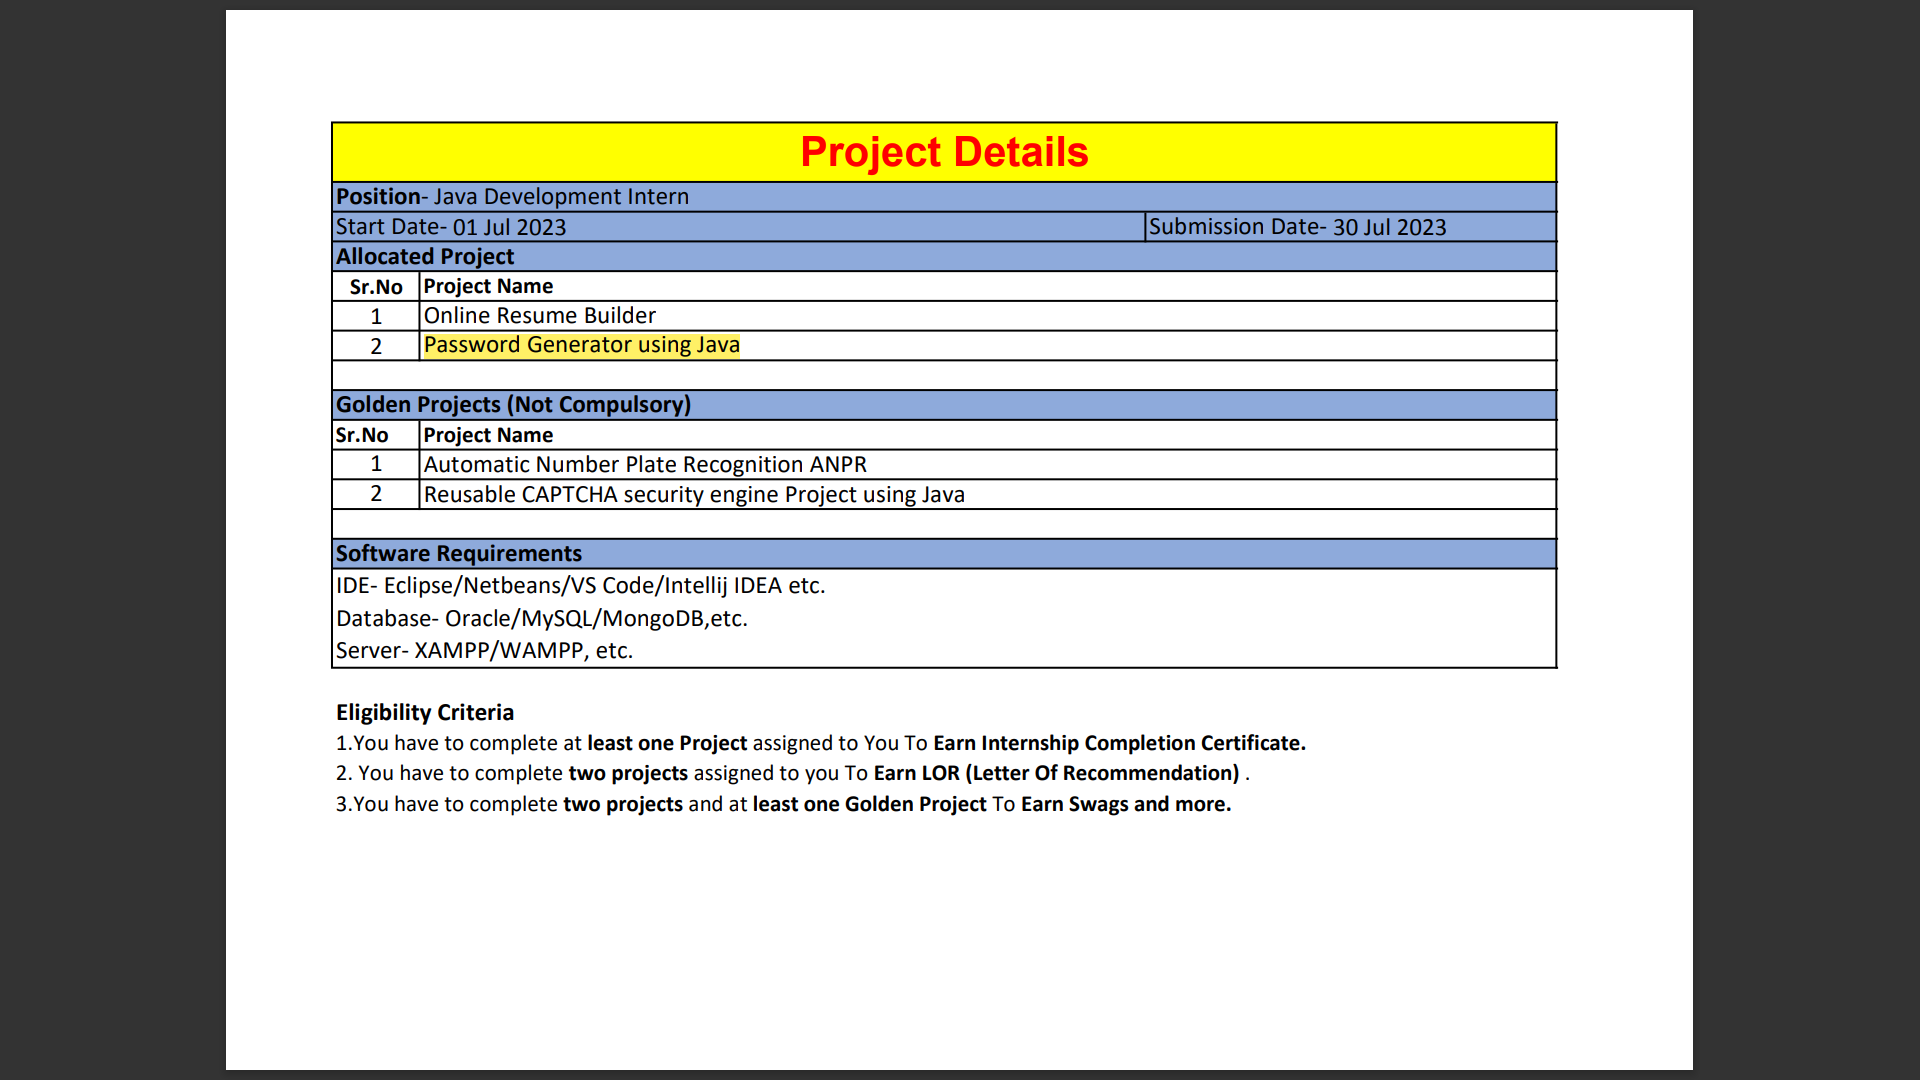 Project Details
Position- Java Development Intern
Start Date- 01 Jul 2023 Submission Date- 30 Jul 2023
Allocated Project
Sr.No Project Name
1 Online Resume Builder
2 Password Generator using Java
Golden Projects (Not Compulsory)
Sr.No Project Name
1 Automatic Number Plate Recognition ANPR
2 Reusable CAPTCHA security engine Project using Java
Software Requirements
IDE- Eclipse/Netbeans/VS Code/Intellij IDEA etc.
Database- Oracle/MySQL/MongoDB,etc.
Server- XAMPP/WAMPP, etc.
Eligibility Criteria
1.You have to complete at least one Project assigned to You To Earn Internship Completion Certificate.
2. You have to complete two projects assigned to you To Earn LOR (Letter Of Recommendation) .
3.You have to complete two projects and at least one Golden Project To Earn Swags and more.